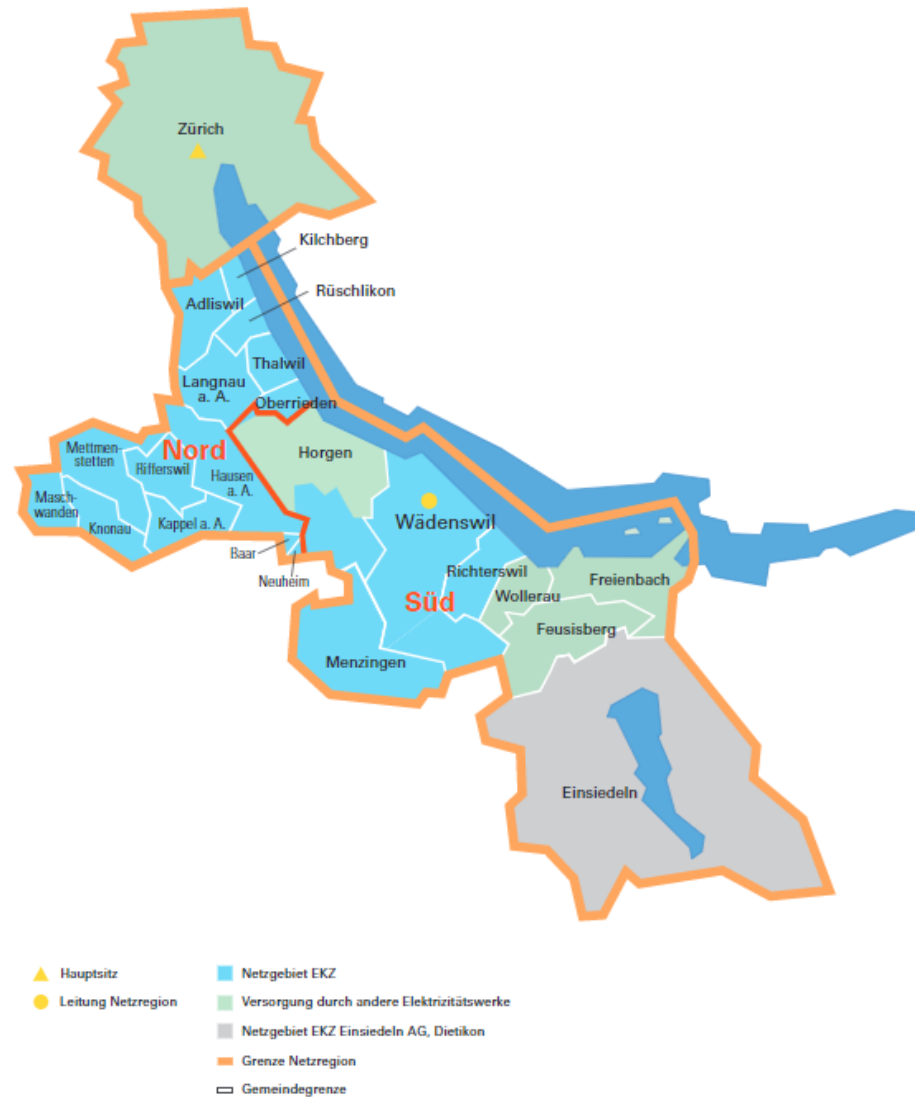 Zürich
Kilchberg
Rüschlikon
Adliswil
Thalwil
Langnau
a. A.
Oberrieden
Nord
Horgen
Mettmen-
stetten
Rifferswil
Hausen
a. A.
Masch-
wanden
Knonau
Kappel a. A.
Baar
Neuheim
Wädenswil
Richterswil
Süd
Wollerau
Freienbach
Feusisberg
Menzingen
Einsiedeln
Hauptsitz
Leitung Netzregion
Netzgebiet EKZ
Versorgung durch andere Elektrizitätswerke
Netzgebiet EKZ Einsiedeln AG, Dietikon
Grenze Netzregion
Gemeindegrenze